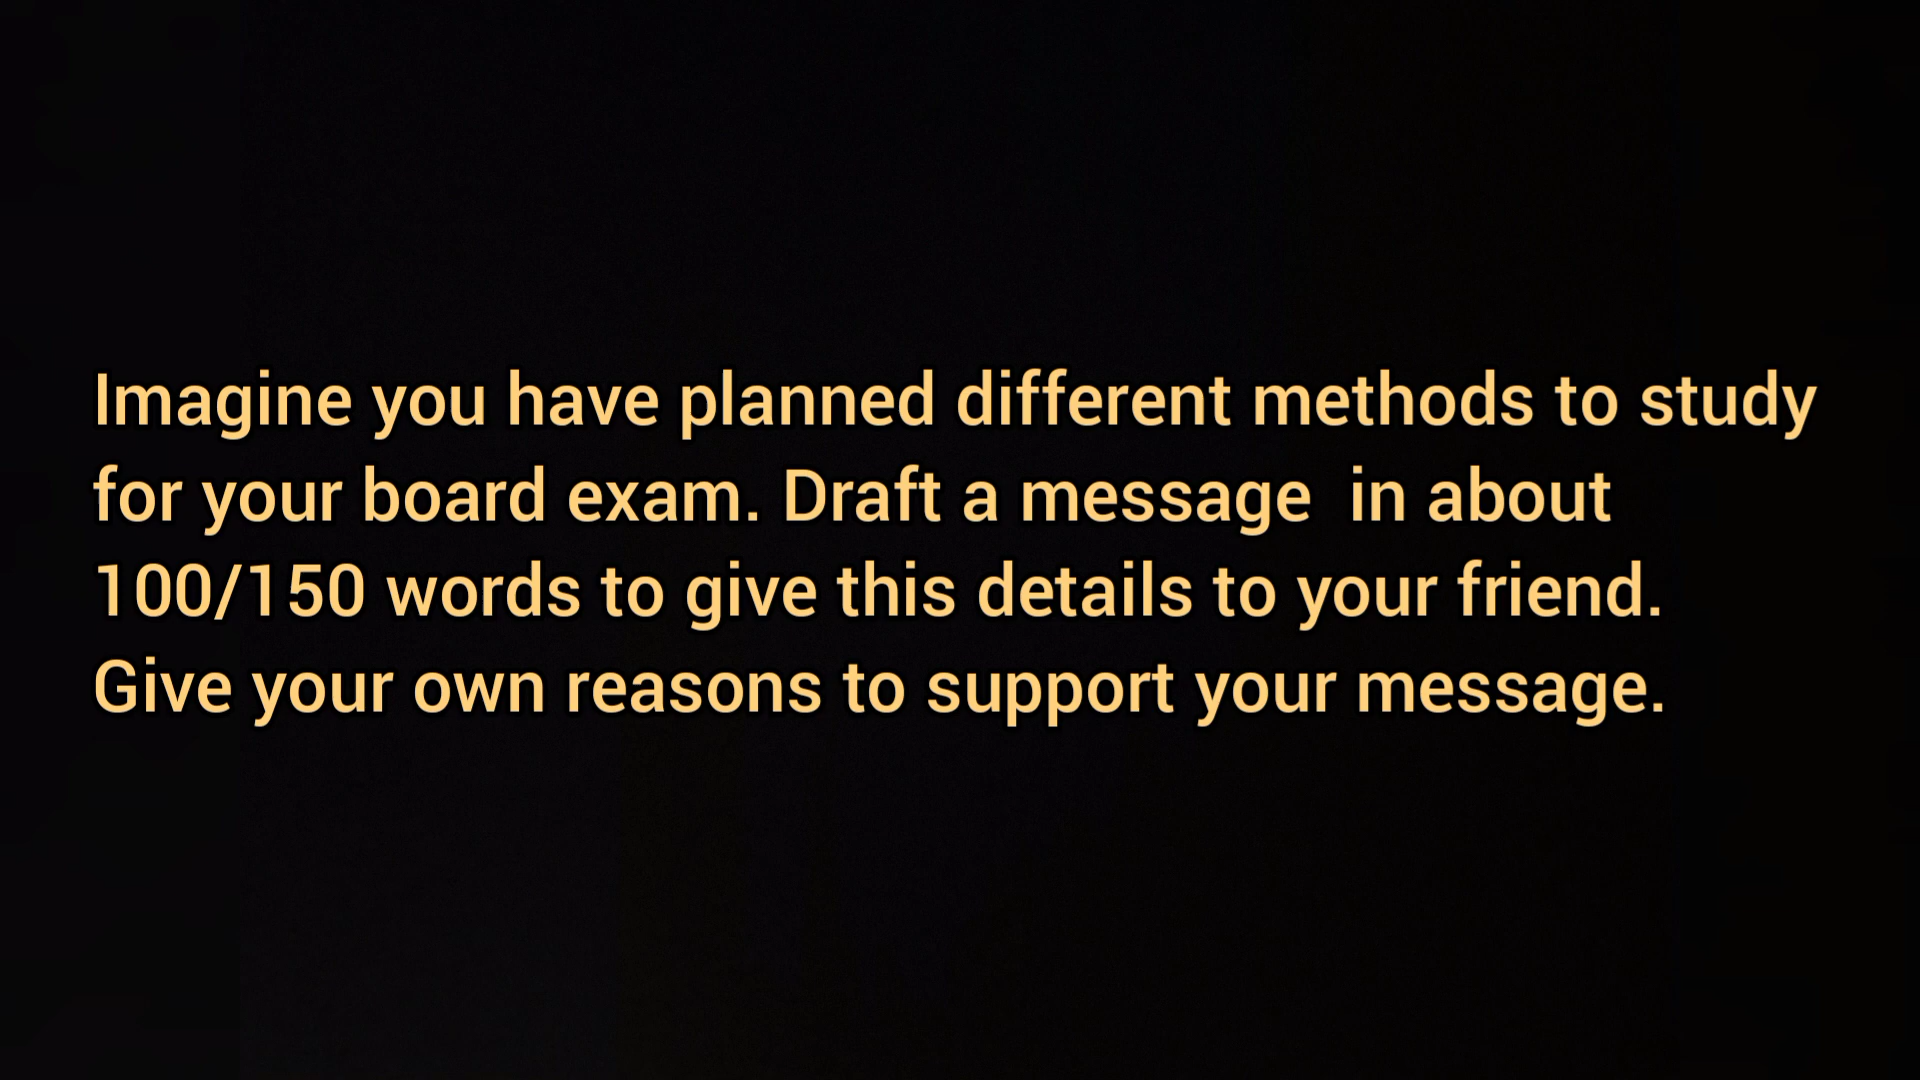 Imagine you have planned different methods to study
for your board exam. Draft a message  in about
100/150 words to give this details to your friend.
Give your own reasons to support your message.